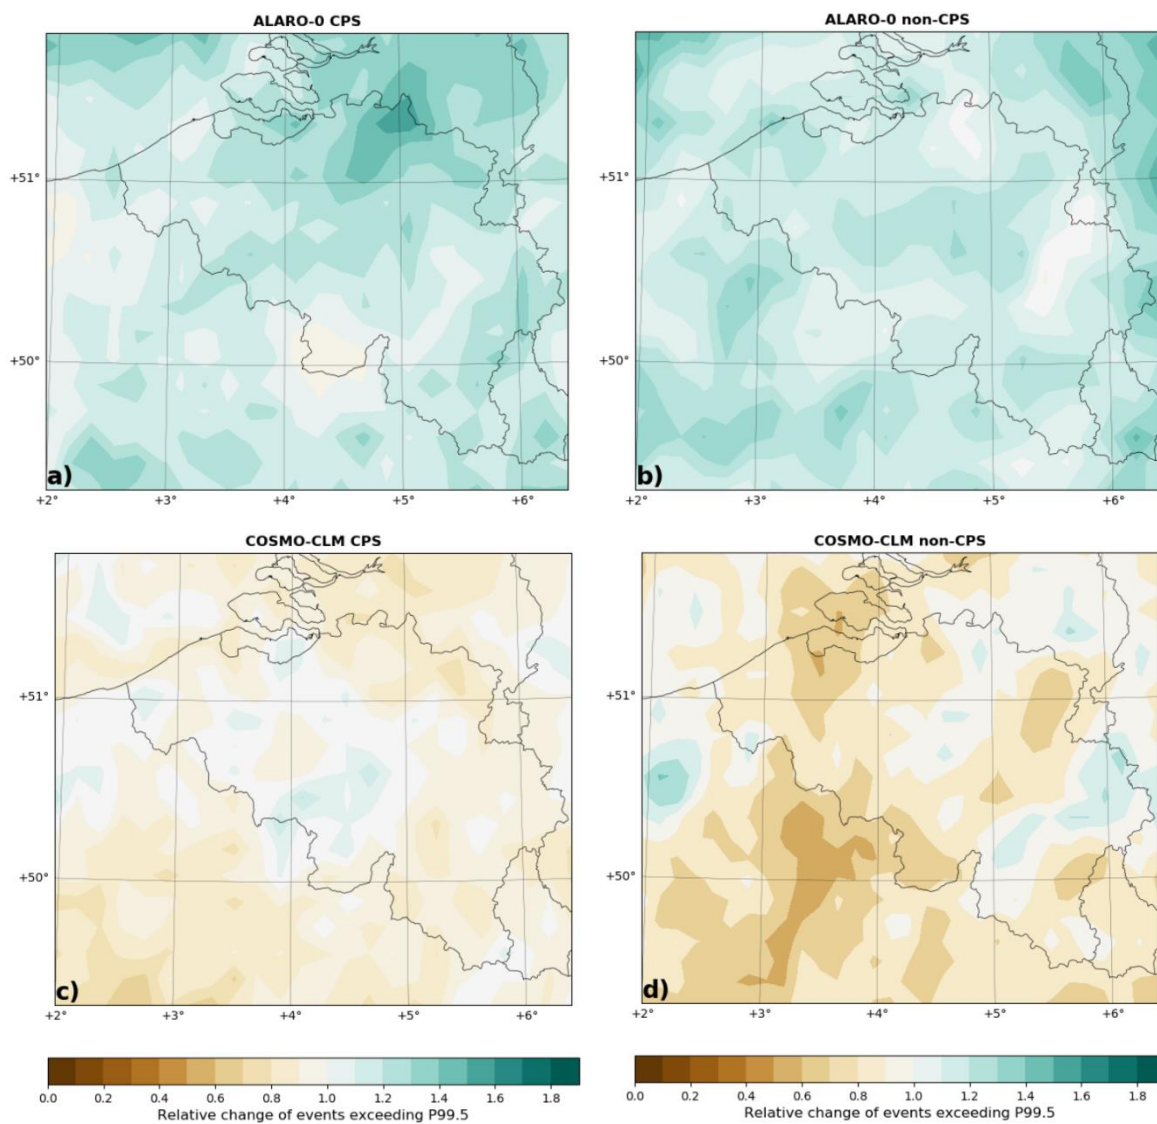 ALARO-0 CPS
ALARO-0 non-CPS
+51°
+50°
a)
+2° +3° +4° +5° +6°
+51°
+50°
b)
+2° +3° +4° +5° +6°
COSMO-CLM CPS
COSMO-CLM non-CPS
+51°
+50°
c)
+2° +3° +4° +5° +6°
+51°
+50°
d)
+2° +3° +4° +5° +6°
0.0 0.2 0.4 0.6 0.8 1.0 1.2 1.4 1.6 1.8
Relative change of events exceeding P99.5
0.0 0.2 0.4 0.6 0.8 1.0 1.2 1.4 1.6 1.8
Relative change of events exceeding P99.5